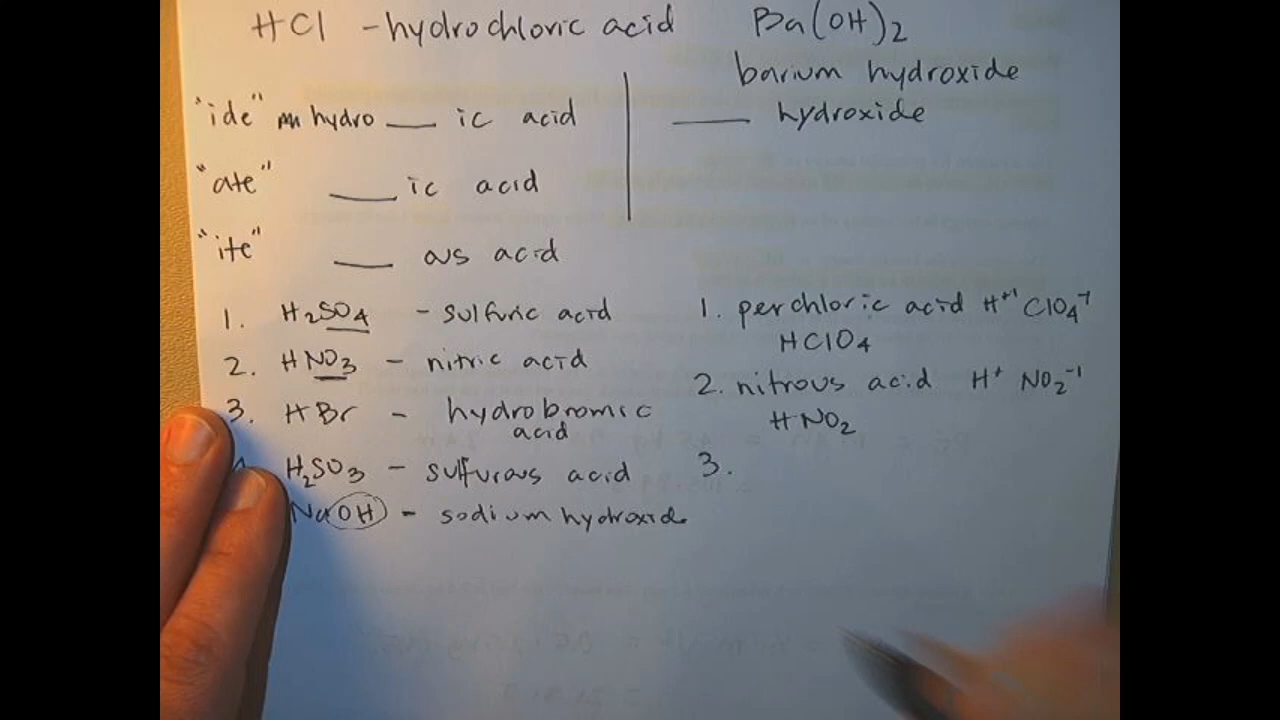 HCl - hydrochloric acid
Ba(OH)2
barium hydroxide
"ide" hydro ___ ic acid
___ hydroxide
"ate" ___ ic acid
"ite" ___ ous acid
1. H2SO4 - sulfuric acid
2. HNO3 - nitric acid
3. HBr - hydrobromic
acid
H2SO3 - sulfurous acid
NaOH - sodium hydroxide
1. perchloric acid H+1 ClO4-1
HClO4
2. nitrous acid H+ NO2-1
HNO2
3.